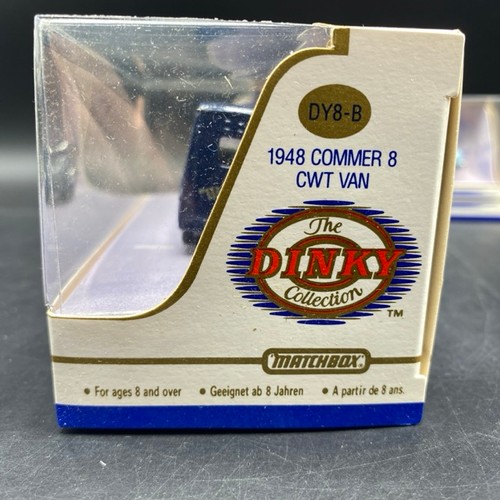 DY8-B
1948 COMMER 8
CWT VAN
The
DINKY
Collection
TM
MATCHBOX
• For ages 8 and over • Geeignet ab 8 Jahren • A partir de 8 ans.